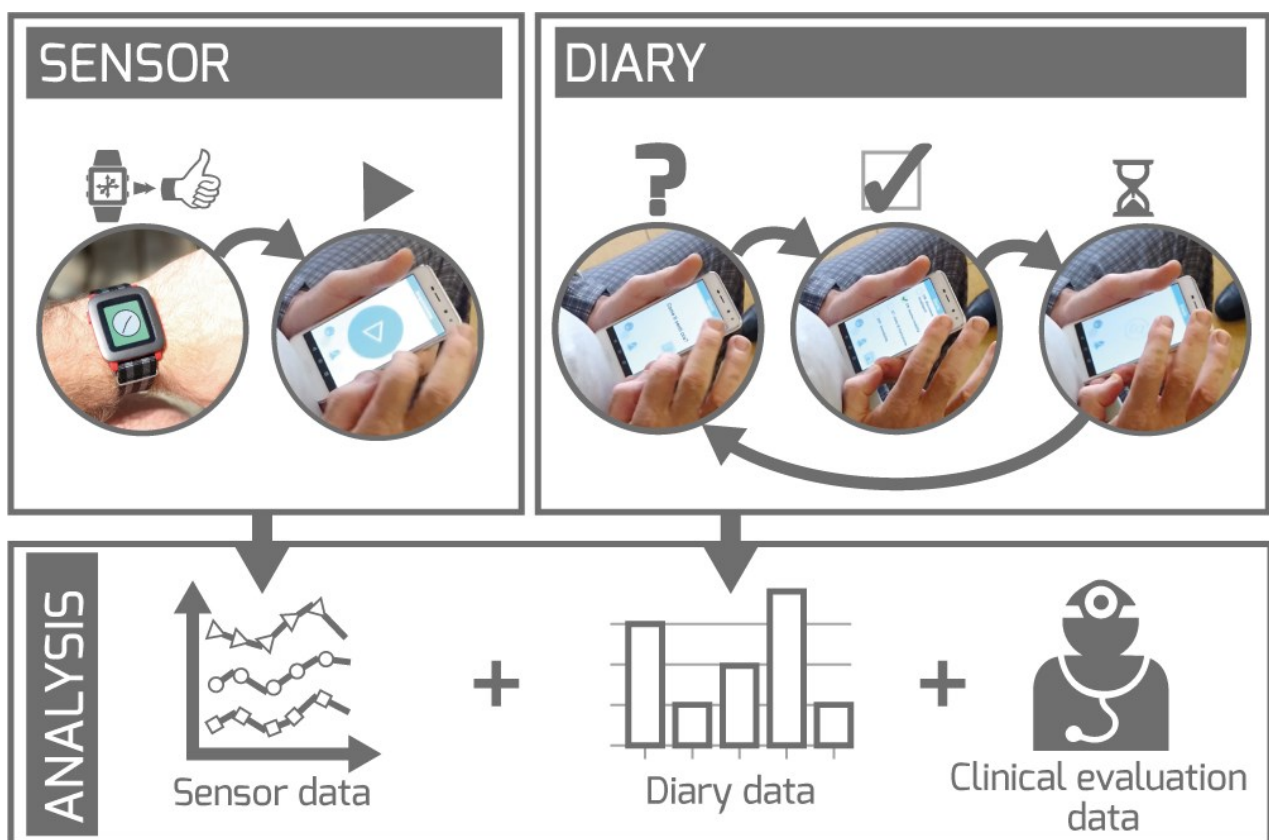 SENSOR
DIARY
?
ANALYSIS
Sensor data
+
Diary data
+
Clinical evaluation
data